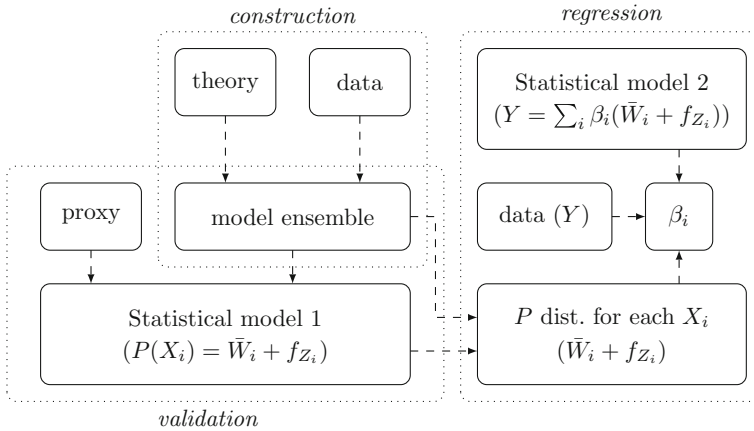 construction
regression
theory
data
Statistical model 2
(Y = ∑ᵢ βᵢ(W̄ᵢ + f_{Zᵢ}))
proxy
model ensemble
data (Y)
βᵢ
Statistical model 1
(P(Xᵢ) = W̄ᵢ + f_{Zᵢ})
P dist. for each Xᵢ
(W̄ᵢ + f_{Zᵢ})
validation